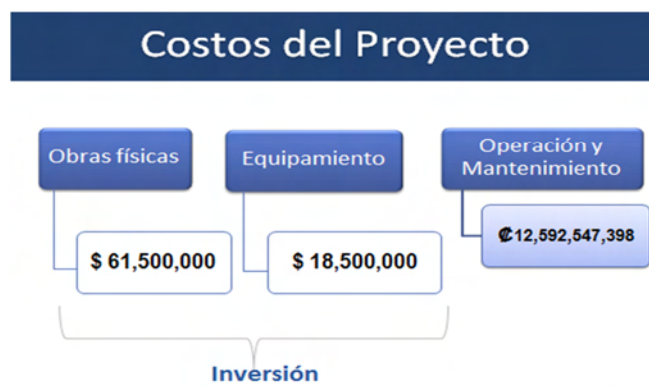 Costos del Proyecto
Obras físicas
Equipamiento
Operación y
Mantenimiento
$ 61,500,000
$ 18,500,000
₡12,592,547,398
Inversión